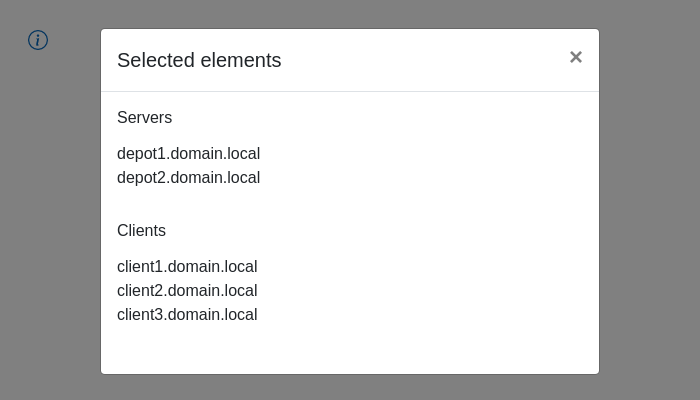 Selected elements
×
Servers
depot1.domain.local
depot2.domain.local
Clients
client1.domain.local
client2.domain.local
client3.domain.local